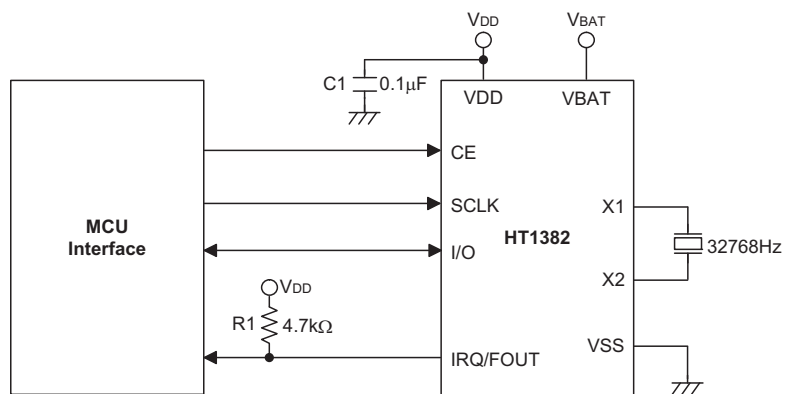 VDD
VBAT
C1 0.1μF
VDD
VBAT
CE
SCLK
X1
MCU
Interface
HT1382
32768Hz
I/O
X2
VDD
R1 4.7kΩ
VSS
IRQ/FOUT